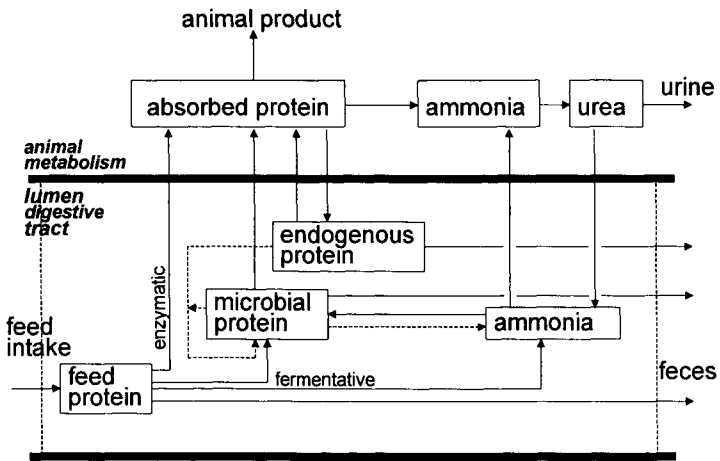 animal product
absorbed protein
ammonia
urea
urine
animal
metabolism
lumen
digestive
tract
endogenous
protein
enzymatic
microbial
protein
ammonia
feed
intake
feed
protein
fermentative
feces